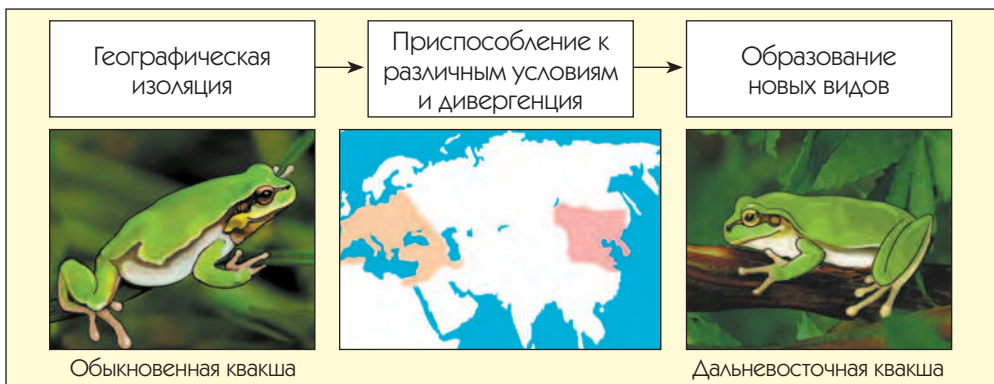 Географическая
изоляция
Приспособление к
различным условиям
и дивергенция
Образование
новых видов
Обыкновенная квакша
Дальневосточная квакша